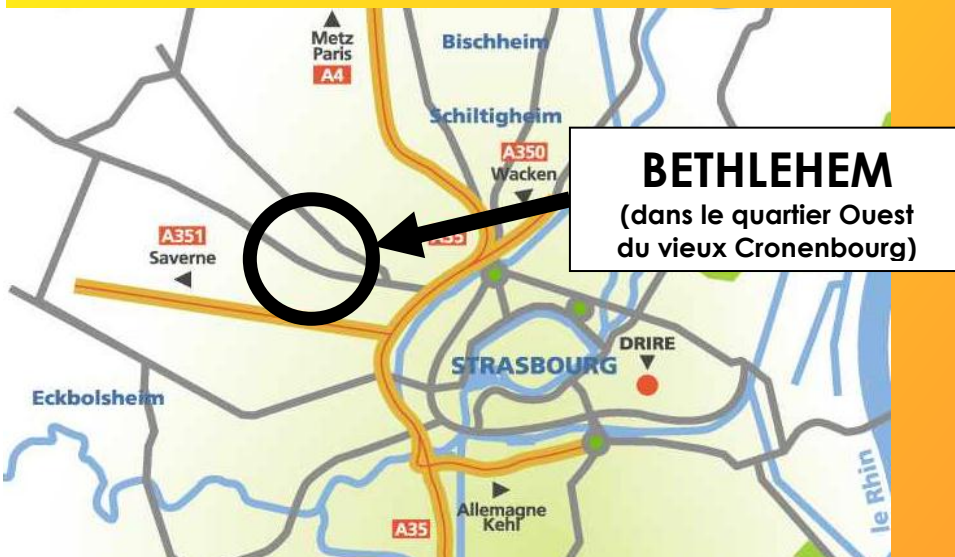 Metz
Paris
A4
Bischheim
Schiltigheim
A350
Wacken
BETHLEHEM
(dans le quartier Ouest
du vieux Cronenbourg)
A351
Saverne
A35
STRASBOURG
DRIRE
Eckbolsheim
le Rhin
Allemagne
Kehl
A35